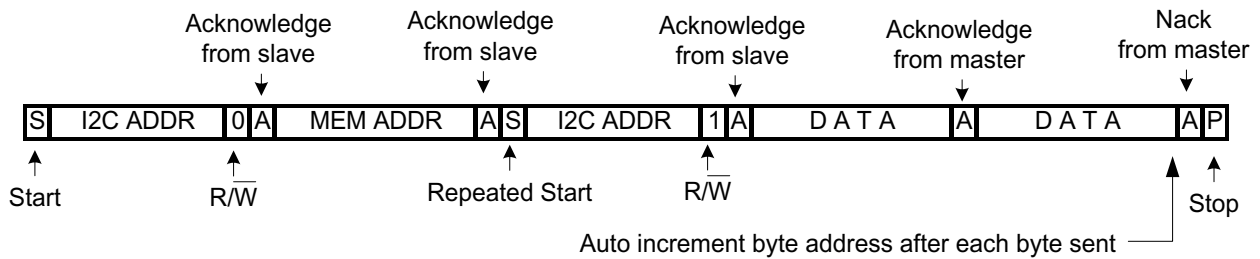 Acknowledge
from slave
Acknowledge
from slave
Acknowledge
from slave
Acknowledge
from master
Nack
from master
S I2C ADDR 0 A MEM ADDR A S I2C ADDR 1 A D A T A A D A T A A P
Start
R/W̅
Repeated Start
R/W̅
Stop
Auto increment byte address after each byte sent